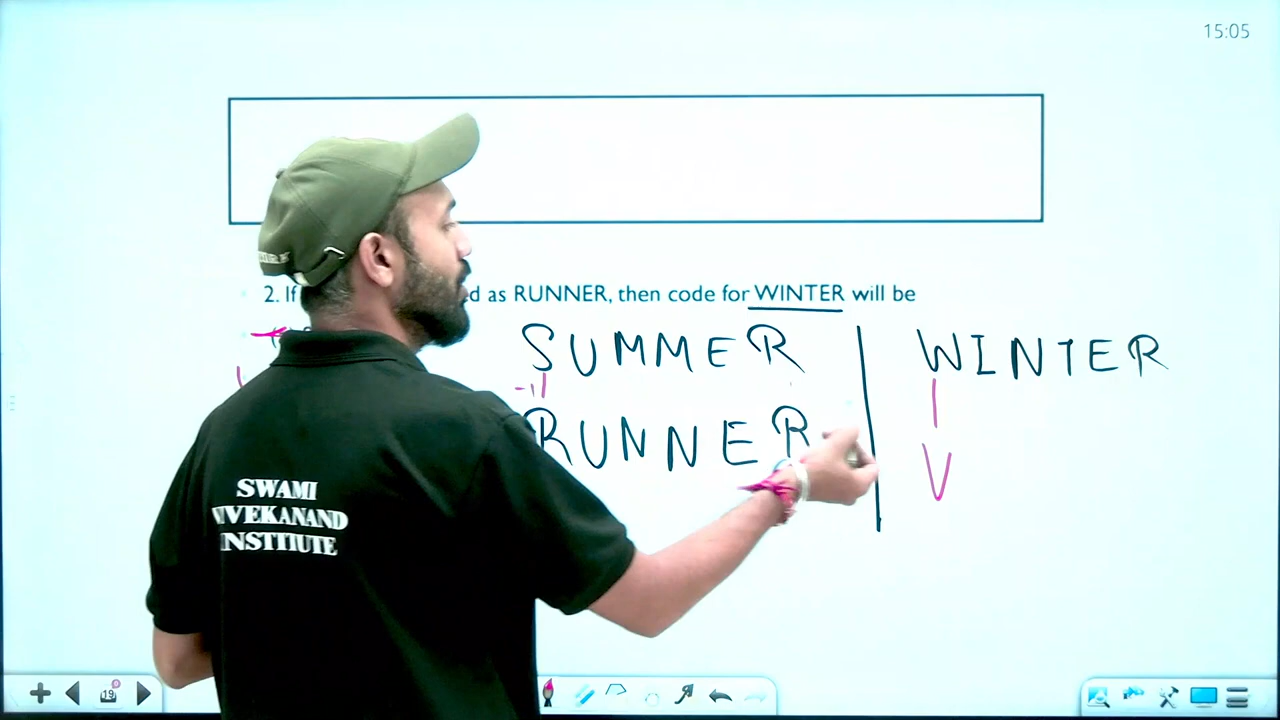 15:05
2. If d as RUNNER, then code for WINTER will be
SUMMER
WINTER
-1
RUNNER
V
SWAMI
VIVEKANAND
INSTITUTE
19